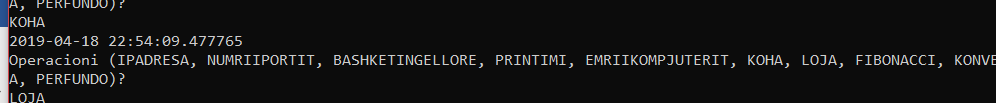 A, PERFUNDO)?
KOHA
2019-04-18 22:54:09.477765
Operacioni (IPADRESA, NUMRIIPORTIT, BASHKETINGELLORE, PRINTIMI, EMRIIKOMPJUTERIT, KOHA, LOJA, FIBONACCI, KONVE
A, PERFUNDO)?
LOJA